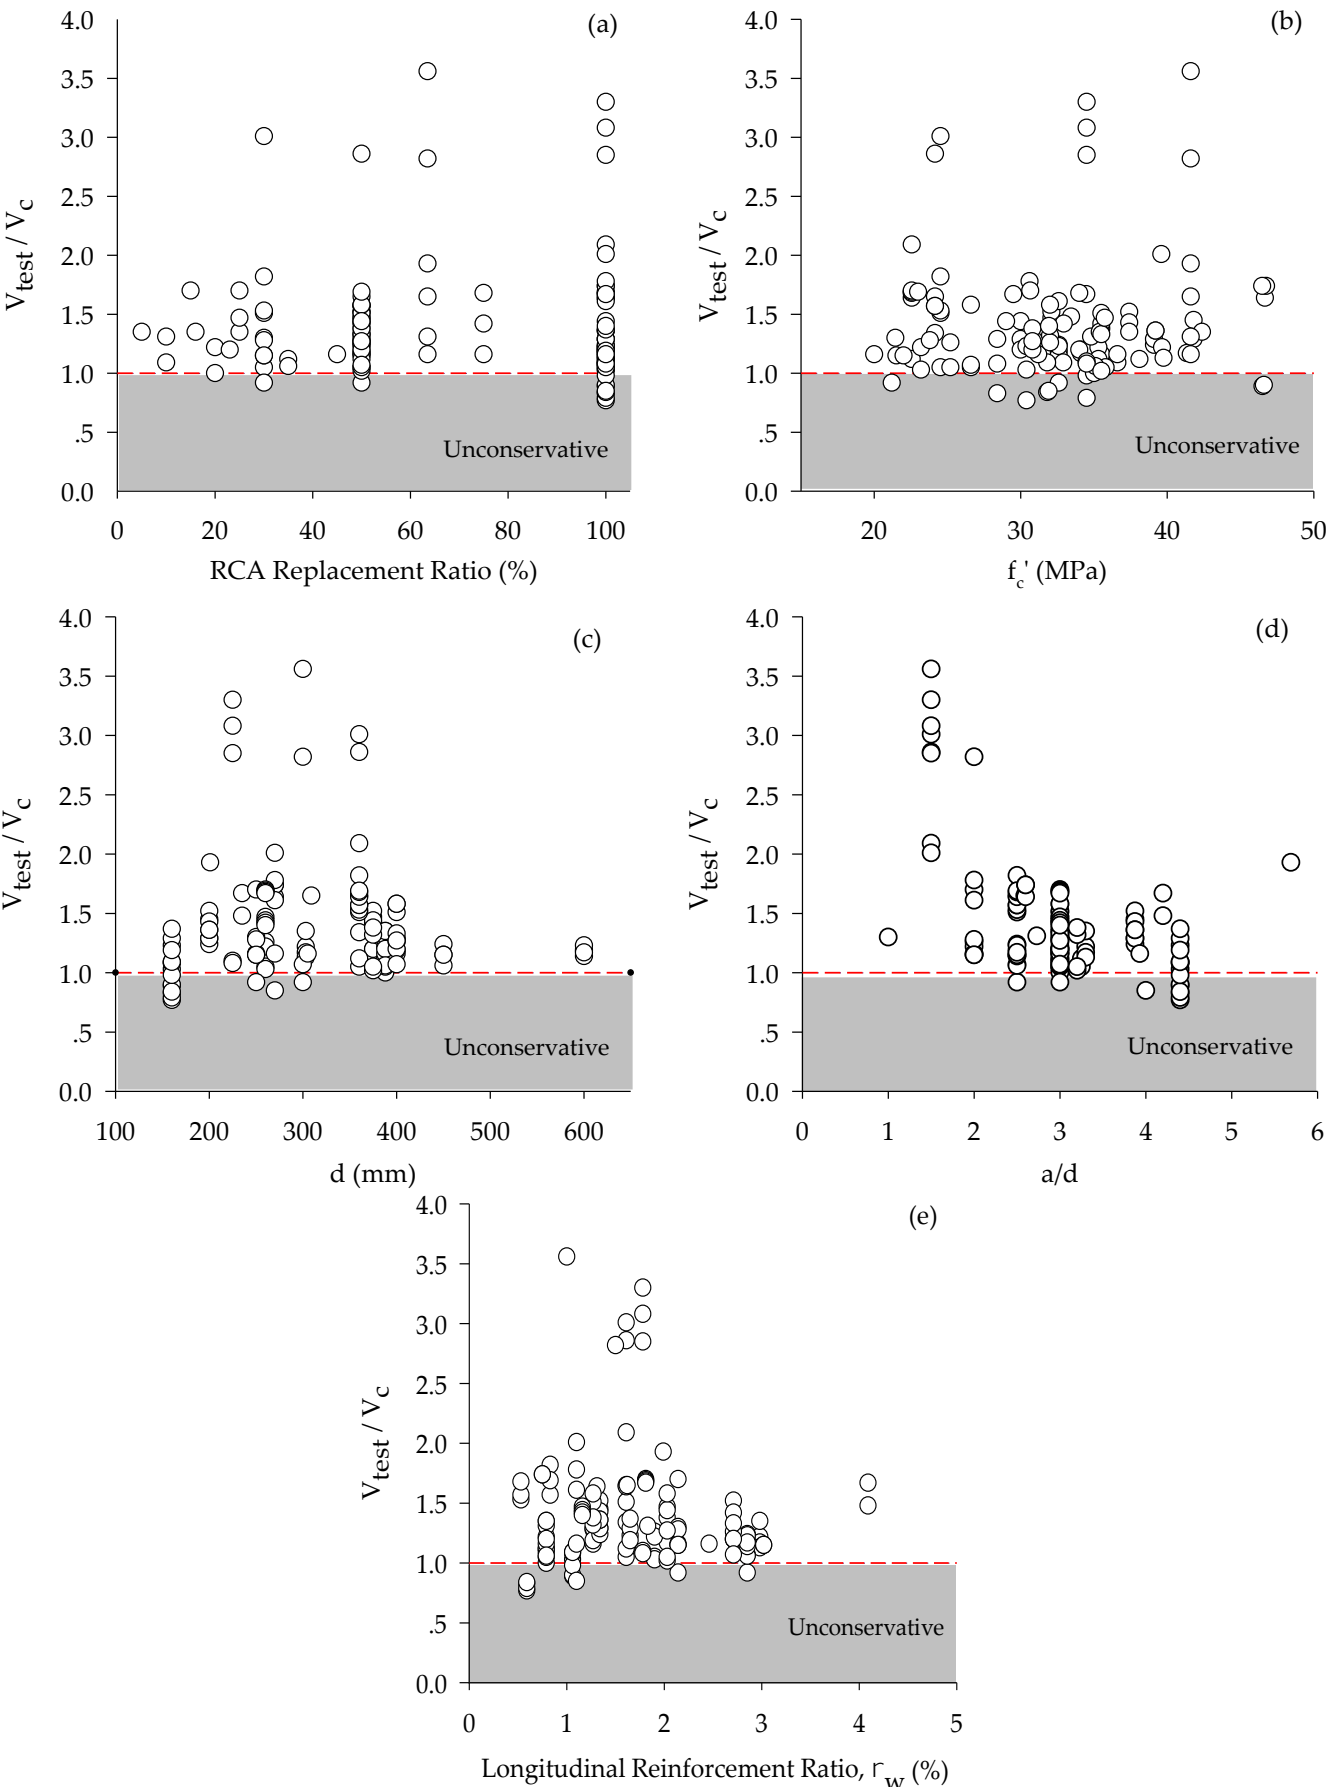 (a)
4.0
3.5
3.0
2.5
2.0
1.5
1.0
.5
0.0
Vtest / Vc
Unconservative
0 20 40 60 80 100
RCA Replacement Ratio (%)
(b)
4.0
3.5
3.0
2.5
2.0
1.5
1.0
.5
0.0
Vtest / Vc
Unconservative
20 30 40 50
fc' (MPa)
(c)
4.0
3.5
3.0
2.5
2.0
1.5
1.0
.5
0.0
Vtest / Vc
Unconservative
100 200 300 400 500 600
d (mm)
(d)
4.0
3.5
3.0
2.5
2.0
1.5
1.0
.5
0.0
Vtest / Vc
Unconservative
0 1 2 3 4 5 6
a/d
(e)
4.0
3.5
3.0
2.5
2.0
1.5
1.0
.5
0.0
Vtest / Vc
Unconservative
0 1 2 3 4 5
Longitudinal Reinforcement Ratio, rw (%)